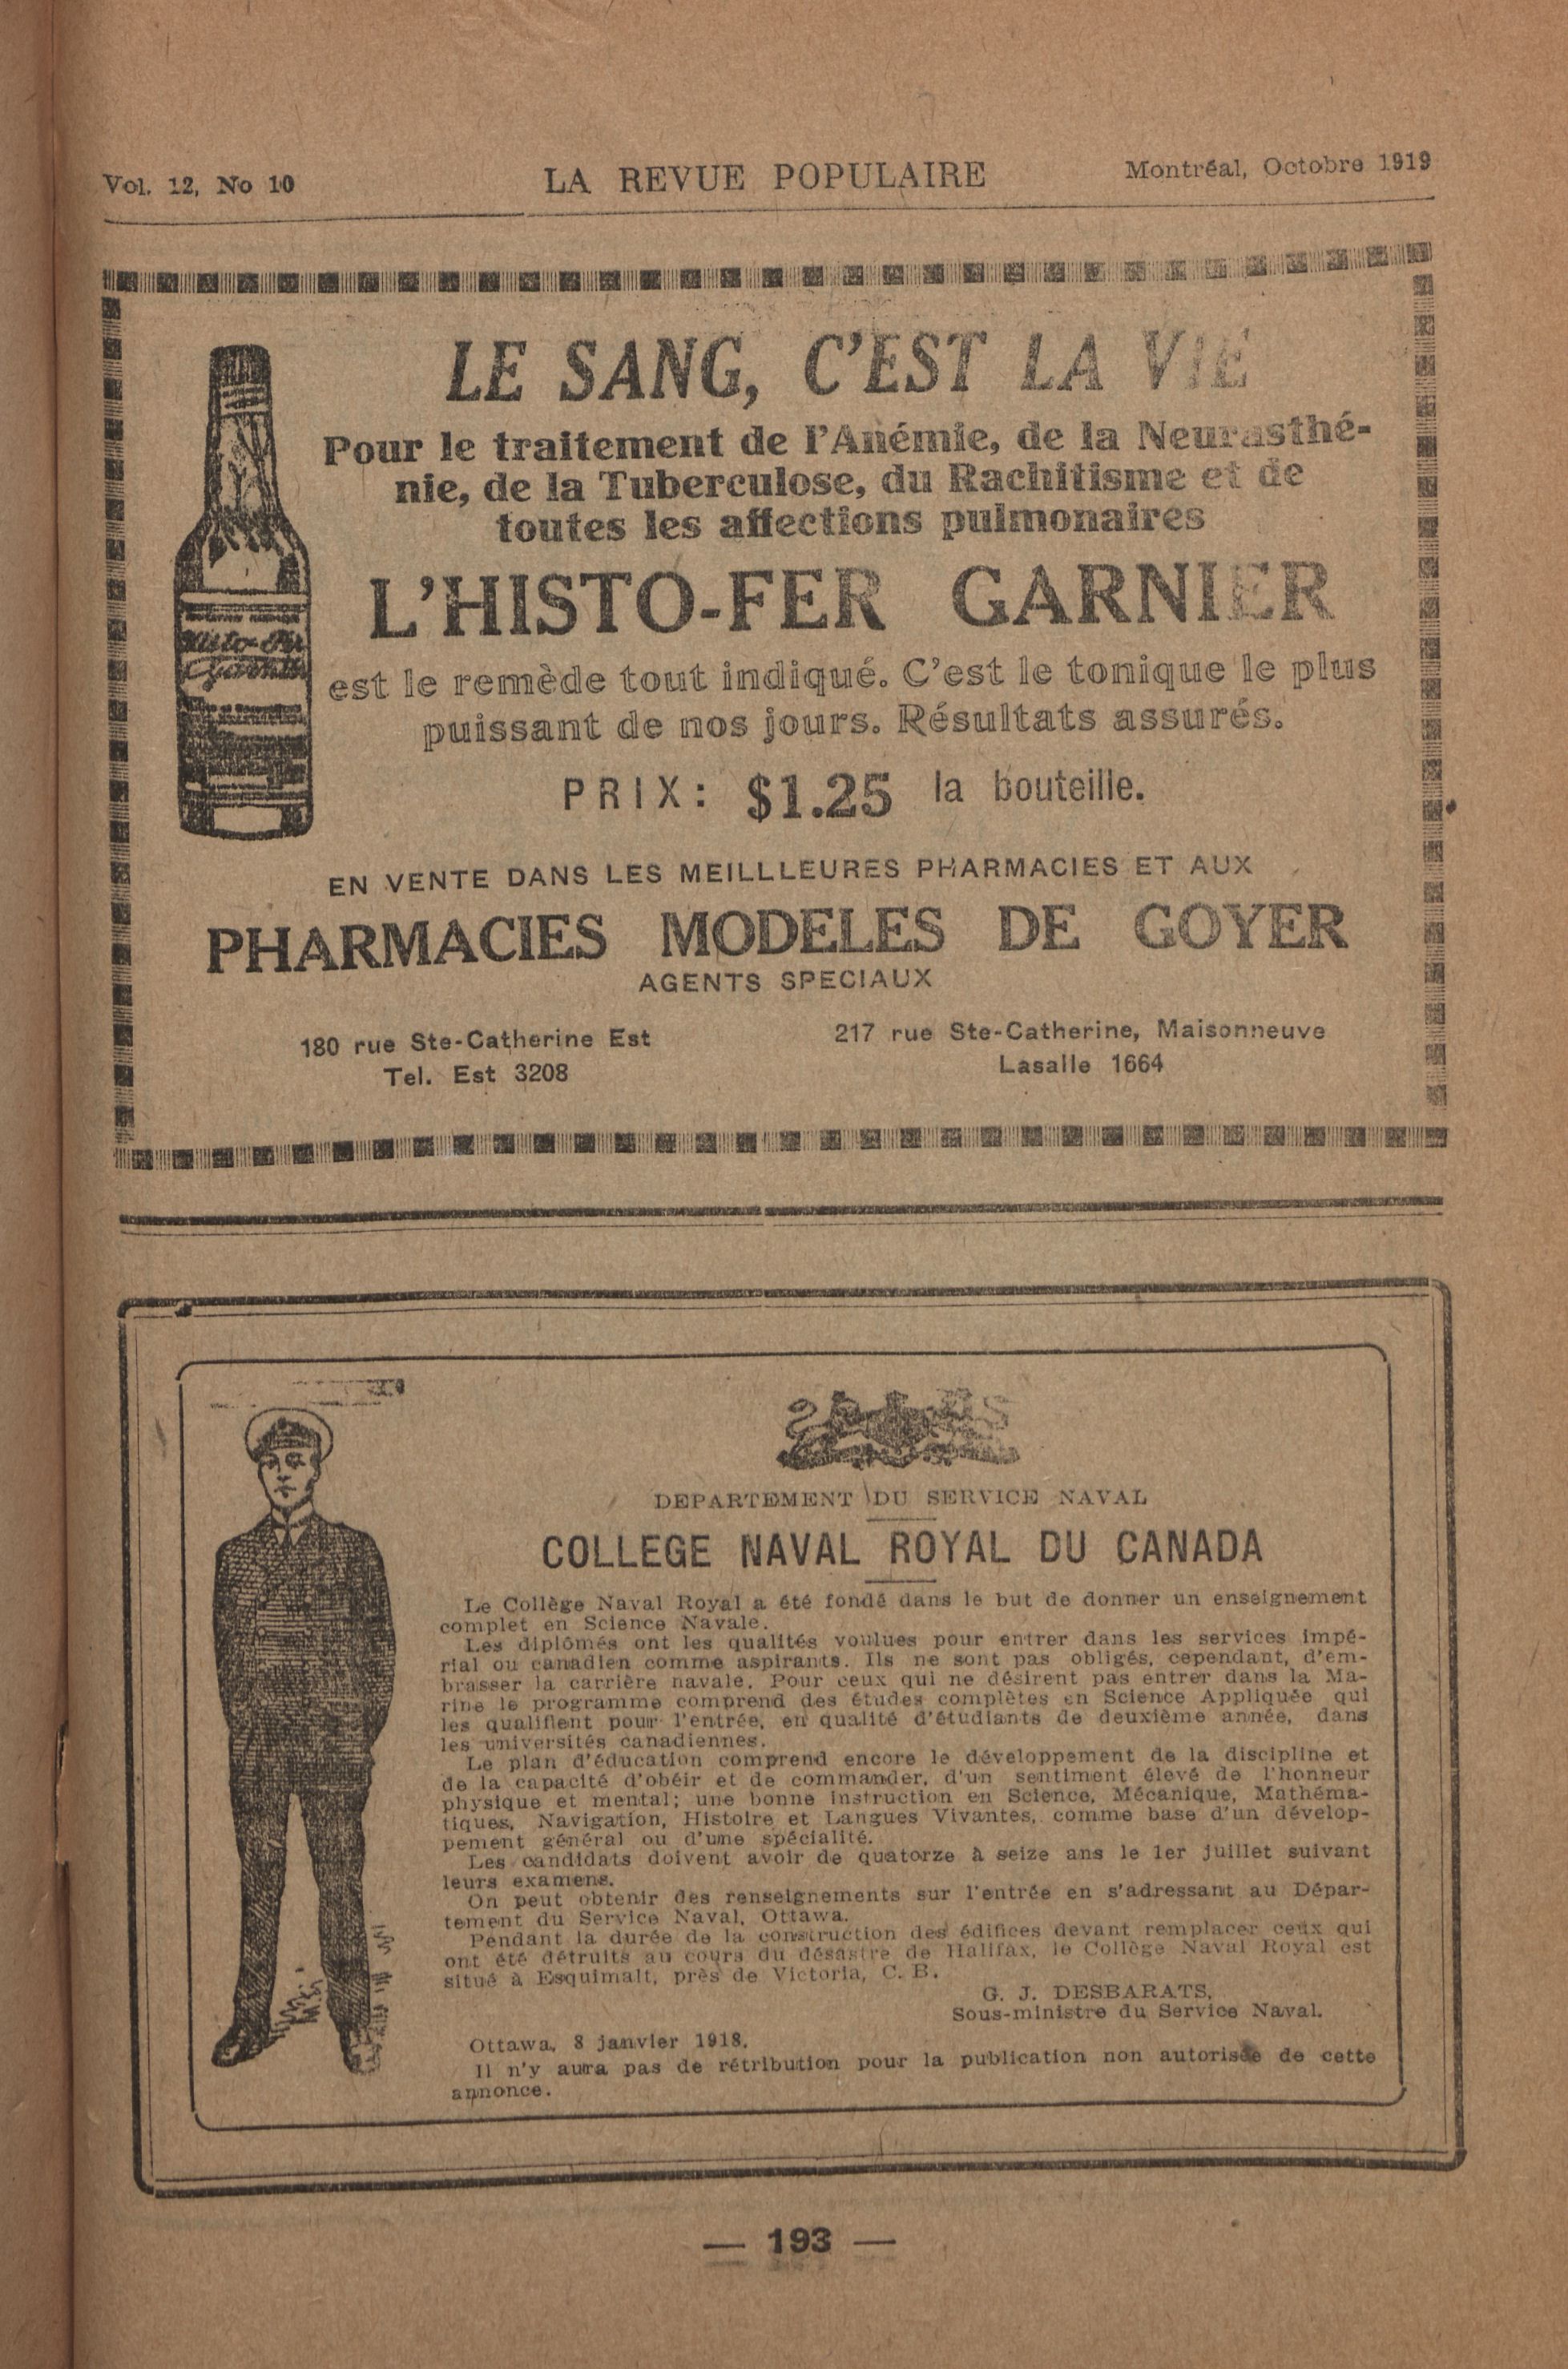 Vol. 12, No 10
LA REVUE POPULAIRE
Montréal, Octobre 1919
LE SANG, C'EST LA VIE
Pour le traitement de l'Anémie, de la Neurasthé-
nie, de la Tuberculose, du Rachitisme et de
toutes les affections pulmonaires
L'HISTO-FER GARNIER
Histo-Fer
Garnier
est le remède tout indiqué. C'est le tonique le plus
puissant de nos jours. Résultats assurés.
PRIX: $1.25 la bouteille.
EN VENTE DANS LES MEILLLEURES PHARMACIES ET AUX
PHARMACIES MODELES DE GOYER
AGENTS SPECIAUX
180 rue Ste-Catherine Est
Tel. Est 3208
217 rue Ste-Catherine, Maisonneuve
Lasalle 1664
DEPARTEMENT DU SERVICE NAVAL
COLLEGE NAVAL ROYAL DU CANADA
Le Collège Naval Royal a été fondé dans le but de donner un enseignement
complet en Science Navale.
Les diplômés ont les qualités voulues pour entrer dans les services impé-
rial ou canadien comme aspirants. Ils ne sont pas obligés, cependant, d'em-
brasser la carrière navale. Pour ceux qui ne désirent pas entrer dans la Ma-
rine le programme comprend des études complètes en Science Appliquée qui
les qualifient pour l'entrée, en qualité d'étudiants de deuxième année, dans
les universités canadiennes.
Le plan d'éducation comprend encore le développement de la discipline et
de la capacité d'obéir et de commander, d'un sentiment élevé de l'honneur
physique et mental; une bonne instruction en Science, Mécanique, Mathéma-
tiques, Navigation, Histoire et Langues Vivantes, comme base d'un dévelop-
pement général ou d'une spécialité.
Les candidats doivent avoir de quatorze à seize ans le 1er juillet suivant
leurs examens.
On peut obtenir des renseignements sur l'entrée en s'adressant au Dépar-
tement du Service Naval, Ottawa.
Pendant la durée de la construction des édifices devant remplacer ceux qui
ont été détruits au cours du désastre de Halifax, le Collège Naval Royal est
situé à Esquimalt, près de Victoria, C. B.
G. J. DESBARATS,
Sous-ministre du Service Naval.
Ottawa, 8 janvier 1918.
Il n'y aura pas de rétribution pour la publication non autorisée de cette
annonce.
— 193 —